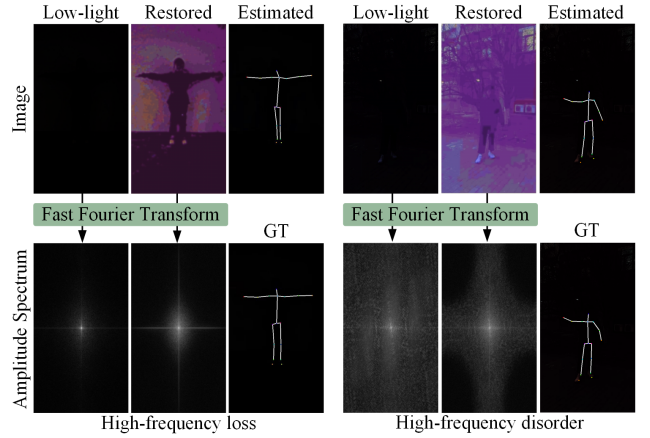 Low-light Restored Estimated Low-light Restored Estimated
Image
Fast Fourier Transform Fast Fourier Transform
GT GT
Amplitude Spectrum
High-frequency loss High-frequency disorder